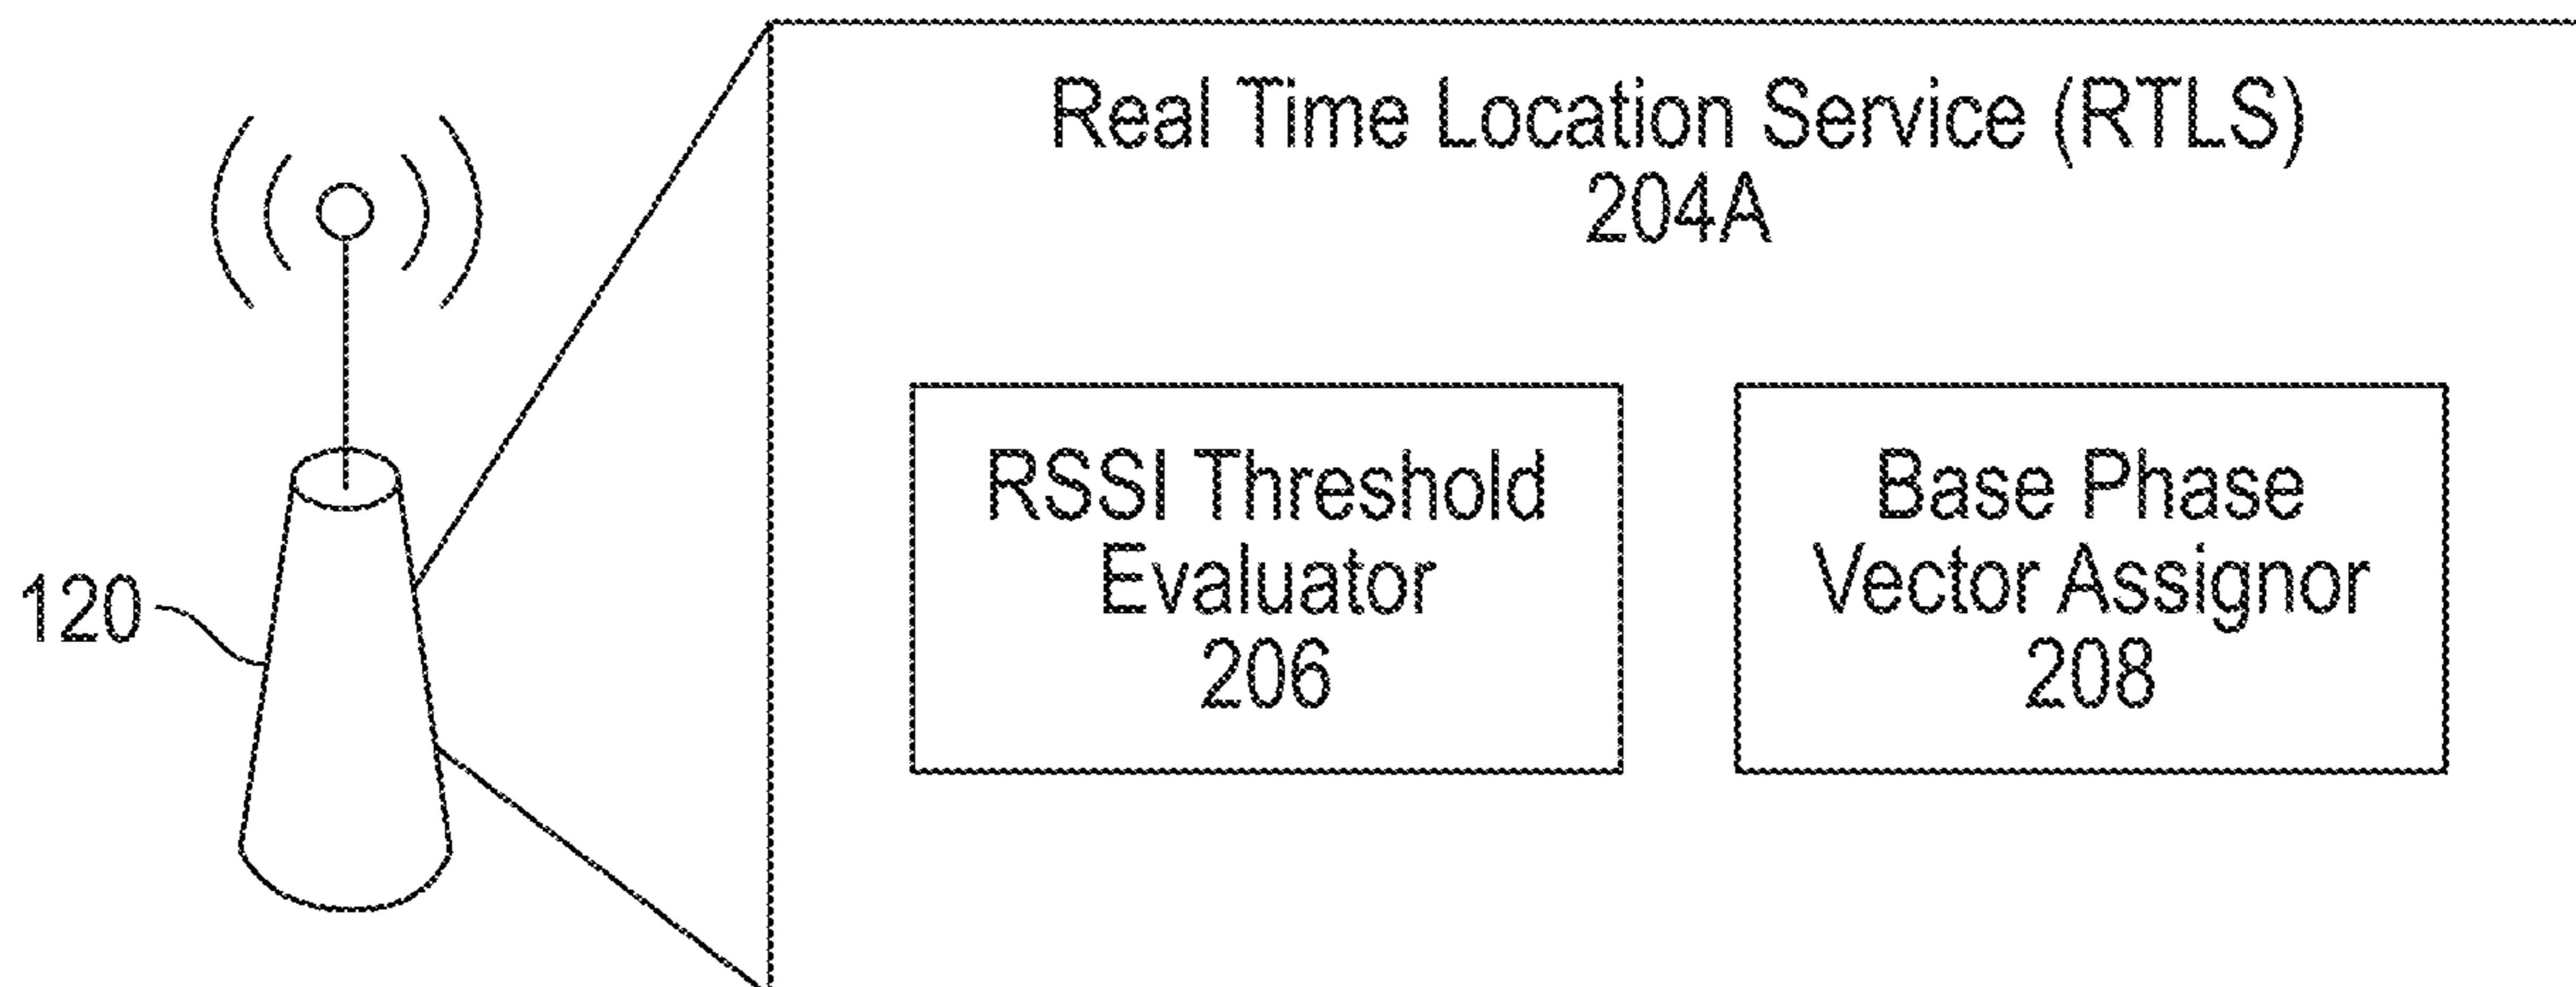 Real Time Location Service (RTLS)
204A
RSSI Threshold
Evaluator
206
Base Phase
Vector Assignor
208
120